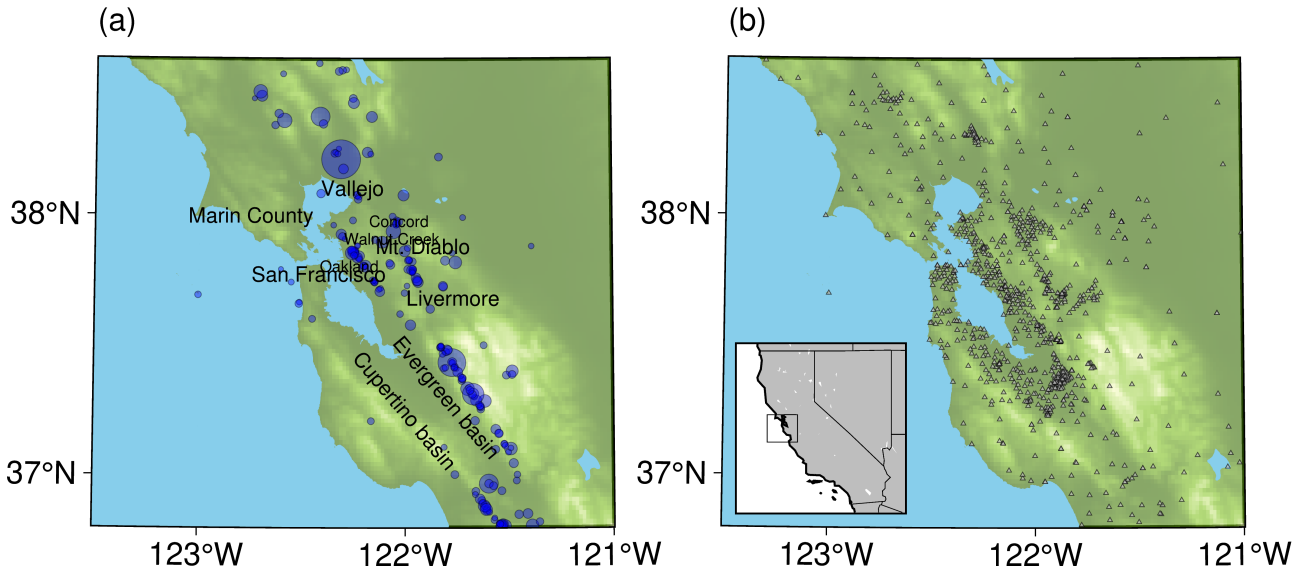 (a)
(b)
Vallejo
Marin County
Concord
Walnut Creek
Mt. Diablo
Oakland
San Francisco
Livermore
Evergreen basin
Cupertino basin
38°N
37°N
123°W
122°W
121°W
38°N
37°N
123°W
122°W
121°W